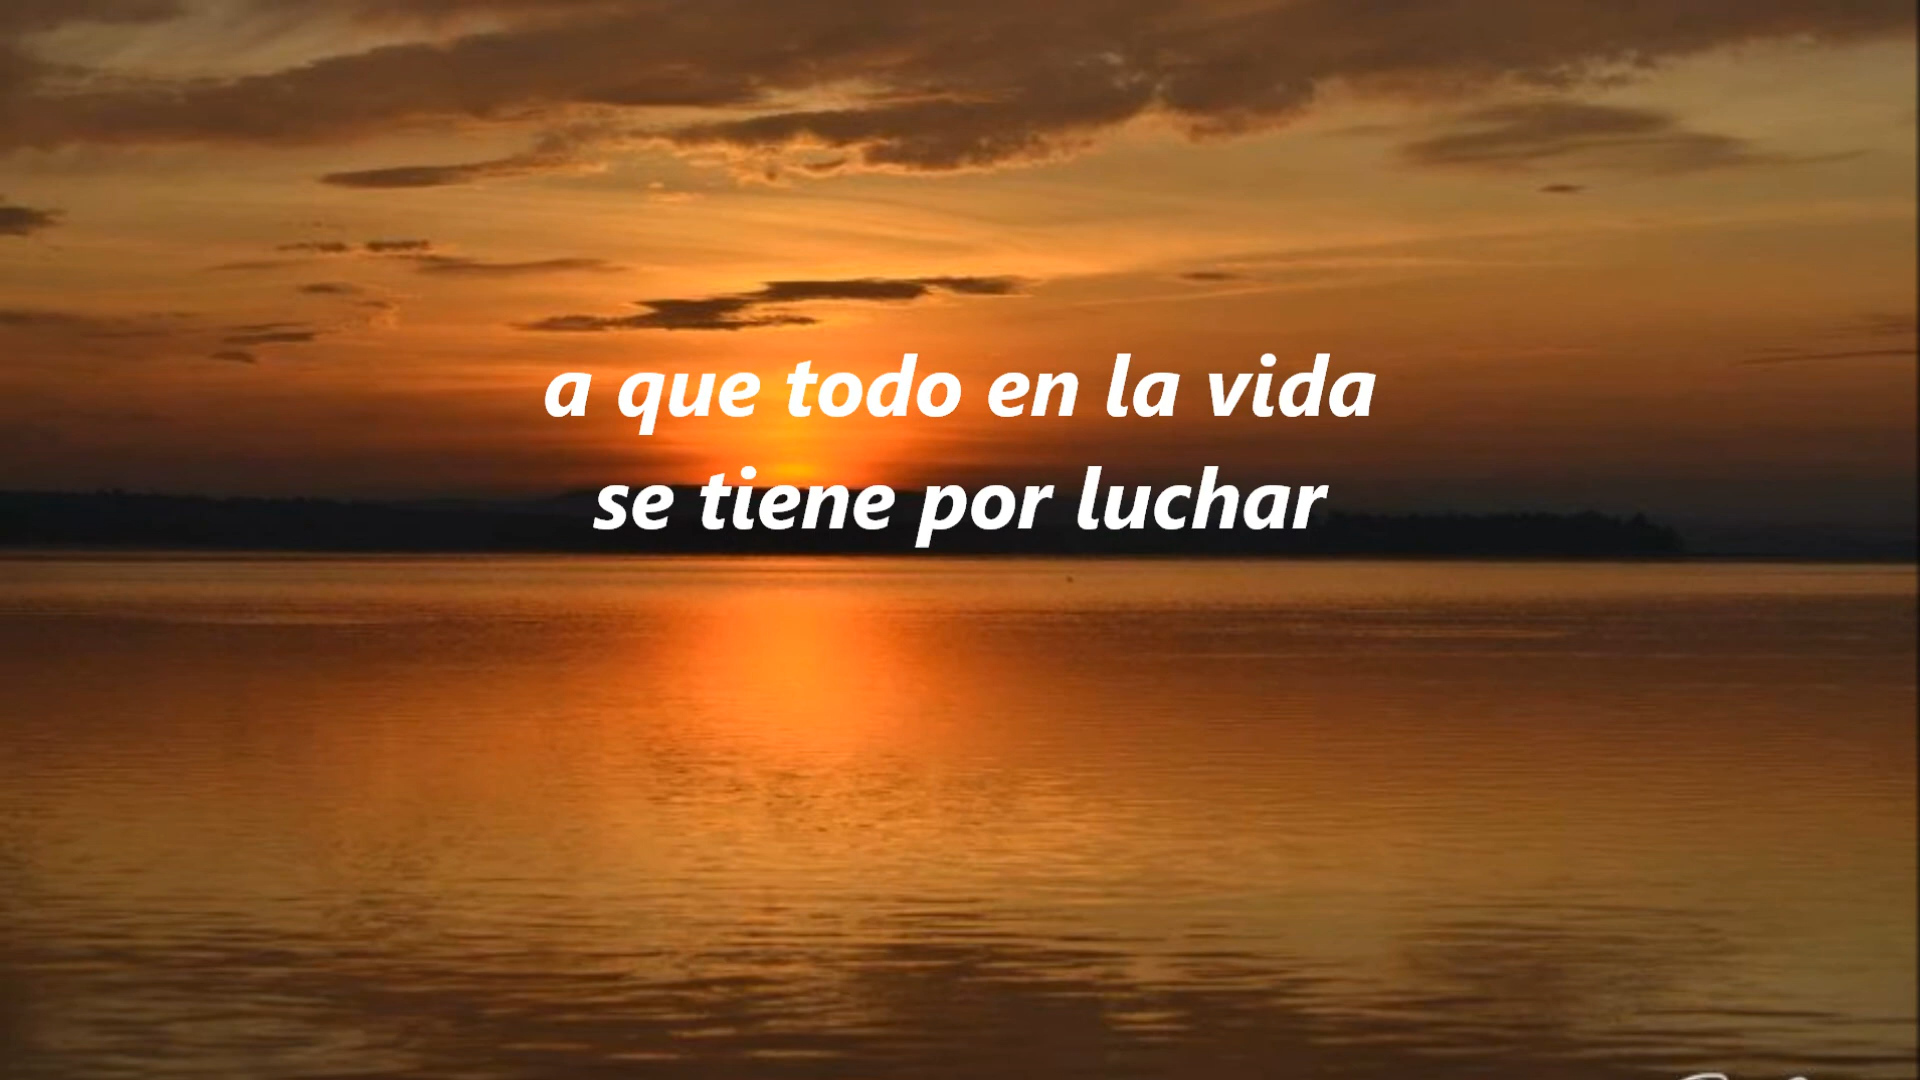 a que todo en la vida
se tiene por luchar